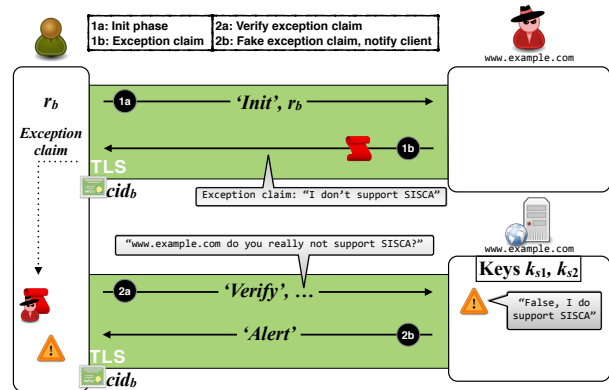 1a: Init phase
1b: Exception claim
2a: Verify exception claim
2b: Fake exception claim, notify client
www.example.com
r_b
Exception
claim
1a
‘Init’, r_b
1b
TLS
cid_b
Exception claim: “I don’t support SISCA”
www.example.com
“www.example.com do you really not support SISCA?”
Keys k_s1, k_s2
2a
‘Verify’, …
“False, I do
support SISCA”
‘Alert’
2b
TLS
cid_b